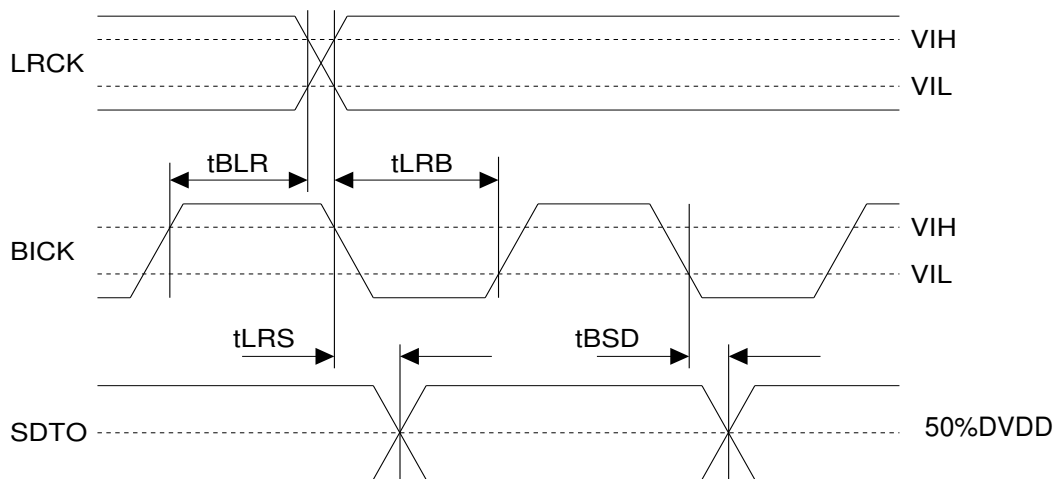 VIH
LRCK
VIL
tBLR
tLRB
VIH
BICK
VIL
tLRS
tBSD
SDTO
50%DVDD